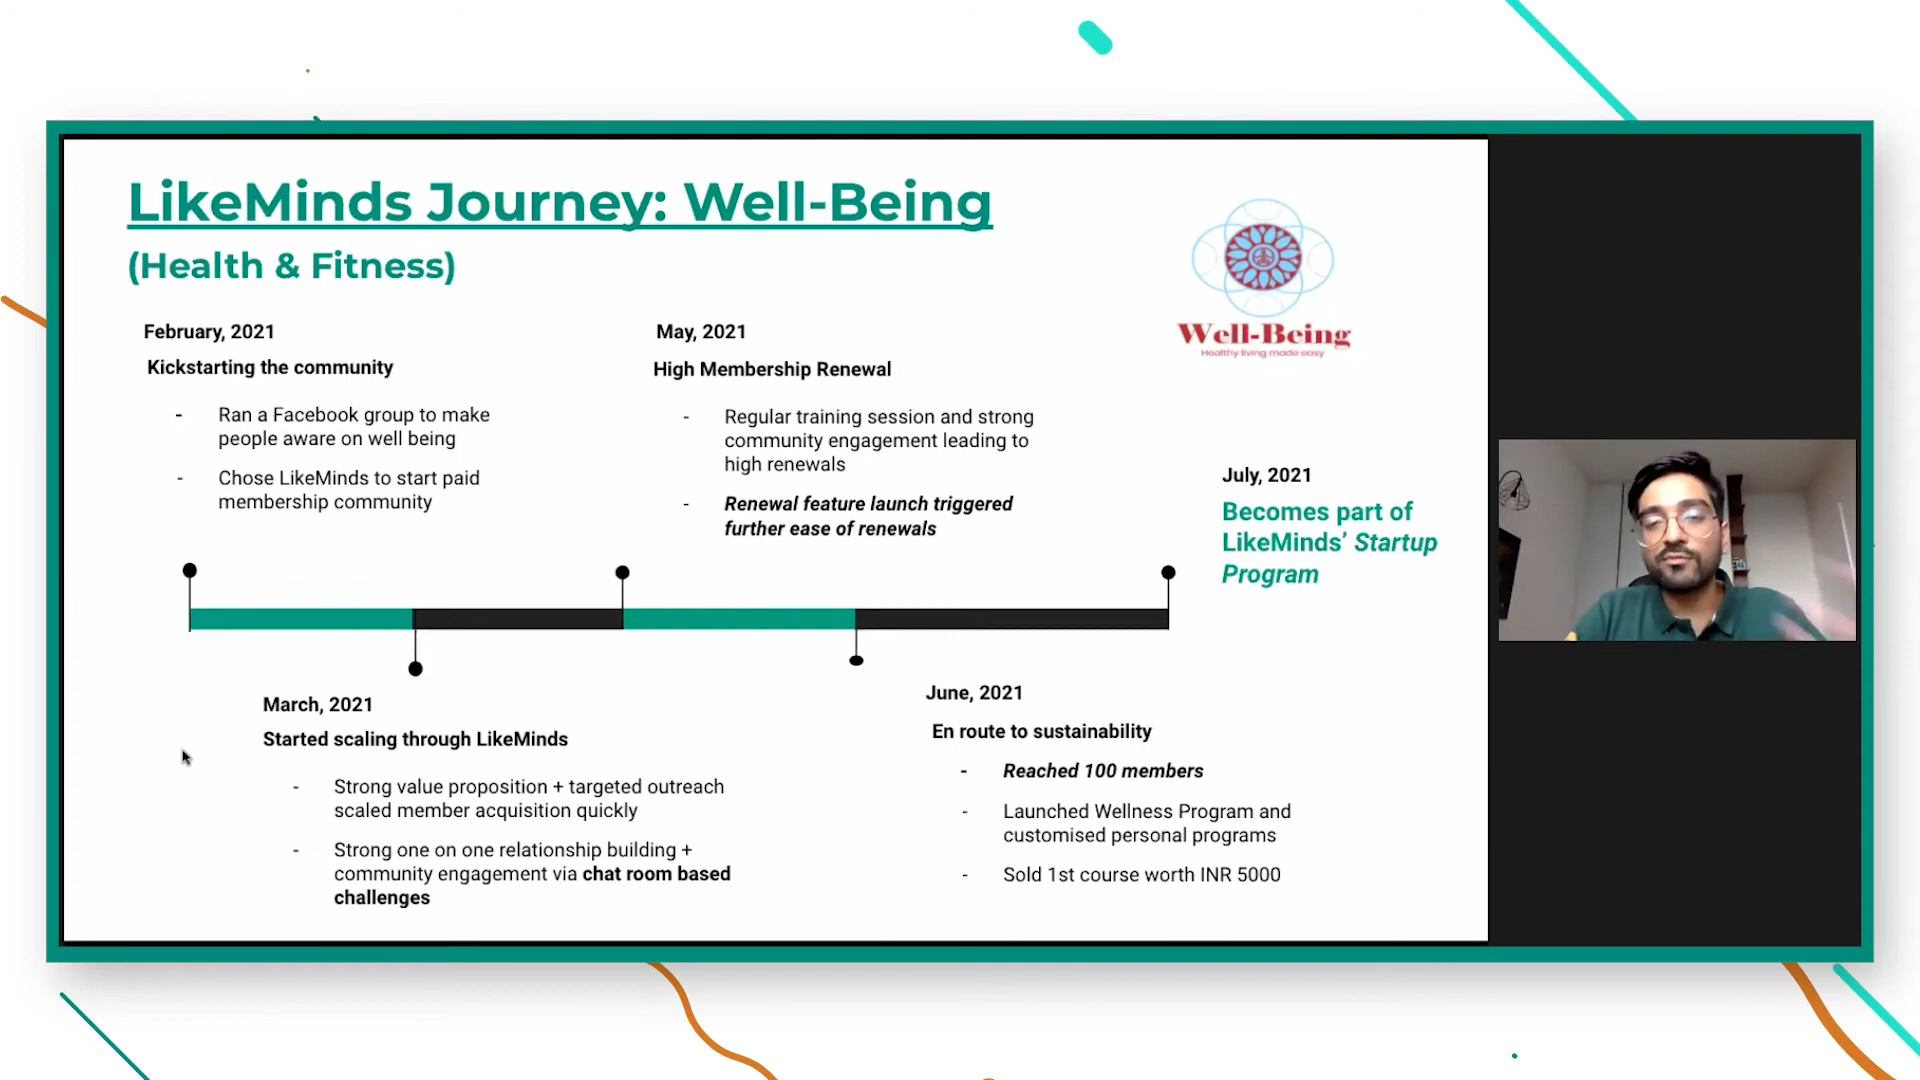 LikeMinds Journey: Well-Being
(Health & Fitness)
Well-Being
Healthy living made easy
February, 2021
Kickstarting the community
- Ran a Facebook group to make
people aware on well being
- Chose LikeMinds to start paid
membership community
May, 2021
High Membership Renewal
- Regular training session and strong
community engagement leading to
high renewals
- Renewal feature launch triggered
further ease of renewals
July, 2021
Becomes part of
LikeMinds’ Startup
Program
March, 2021
Started scaling through LikeMinds
- Strong value proposition + targeted outreach
scaled member acquisition quickly
- Strong one on one relationship building +
community engagement via chat room based
challenges
June, 2021
En route to sustainability
- Reached 100 members
- Launched Wellness Program and
customised personal programs
- Sold 1st course worth INR 5000